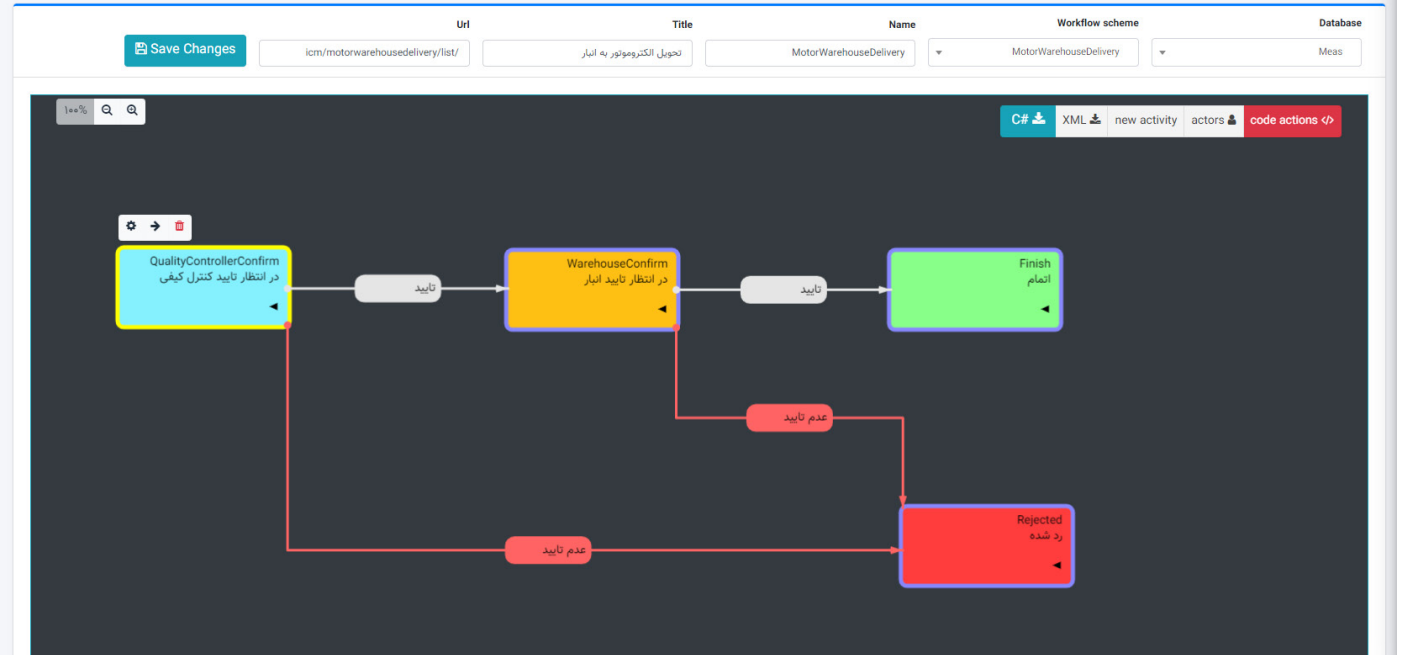 Url
Title
Name
Workflow scheme
Database
Save Changes
icm/motorwarehousedelivery/list/
تحویل الکتروموتور به انبار
MotorWarehouseDelivery
MotorWarehouseDelivery
Meas
۱۰۰%
C#
XML
new activity
actors
code actions </>
QualityControllerConfirm
در انتظار تایید کنترل کیفی
تایید
WarehouseConfirm
در انتظار تایید انبار
تایید
Finish
اتمام
عدم تایید
Rejected
رد شده
عدم تایید